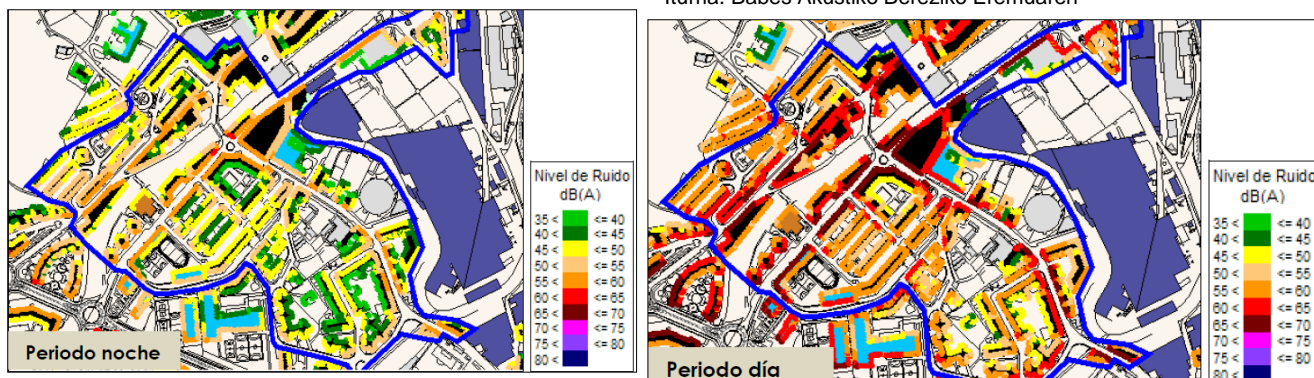 Iturria: Babes Akustiko Bereziko Eremuaren
Nivel de Ruido
dB(A)
35 < <= 40
40 < <= 45
45 < <= 50
50 < <= 55
55 < <= 60
60 < <= 65
65 < <= 70
70 < <= 75
75 < <= 80
80 <
Periodo noche
Nivel de Ruido
dB(A)
35 < <= 40
40 < <= 45
45 < <= 50
50 < <= 55
55 < <= 60
60 < <= 65
65 < <= 70
70 < <= 75
75 < <= 80
80 <
Periodo día